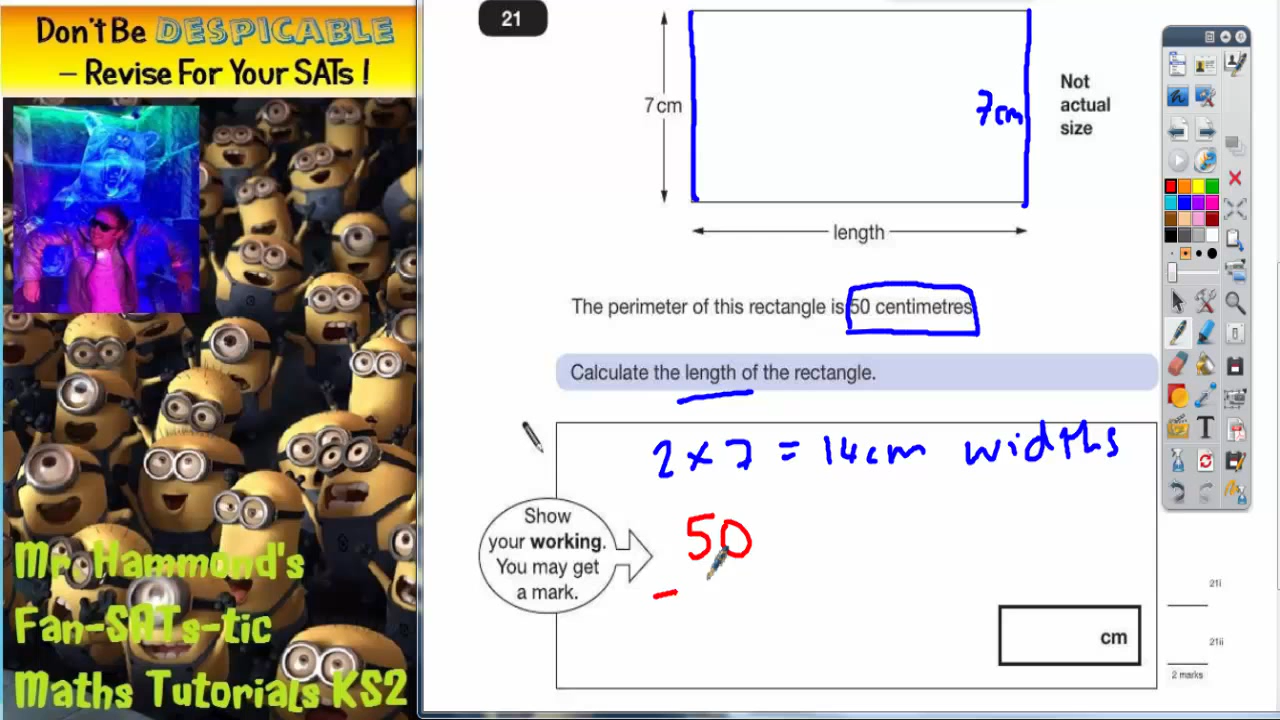 Don't Be DESPICABLE
– Revise For Your SATs !
Mr. Hammond's
Fan-SATs-tic
Maths Tutorials KS2
21
7 cm
7cm
Not
actual
size
length
The perimeter of this rectangle is 50 centimetres
Calculate the length of the rectangle.
2 × 7 = 14cm widths
Show
your working.
You may get
a mark.
50
–
cm
21i
21ii
2 marks